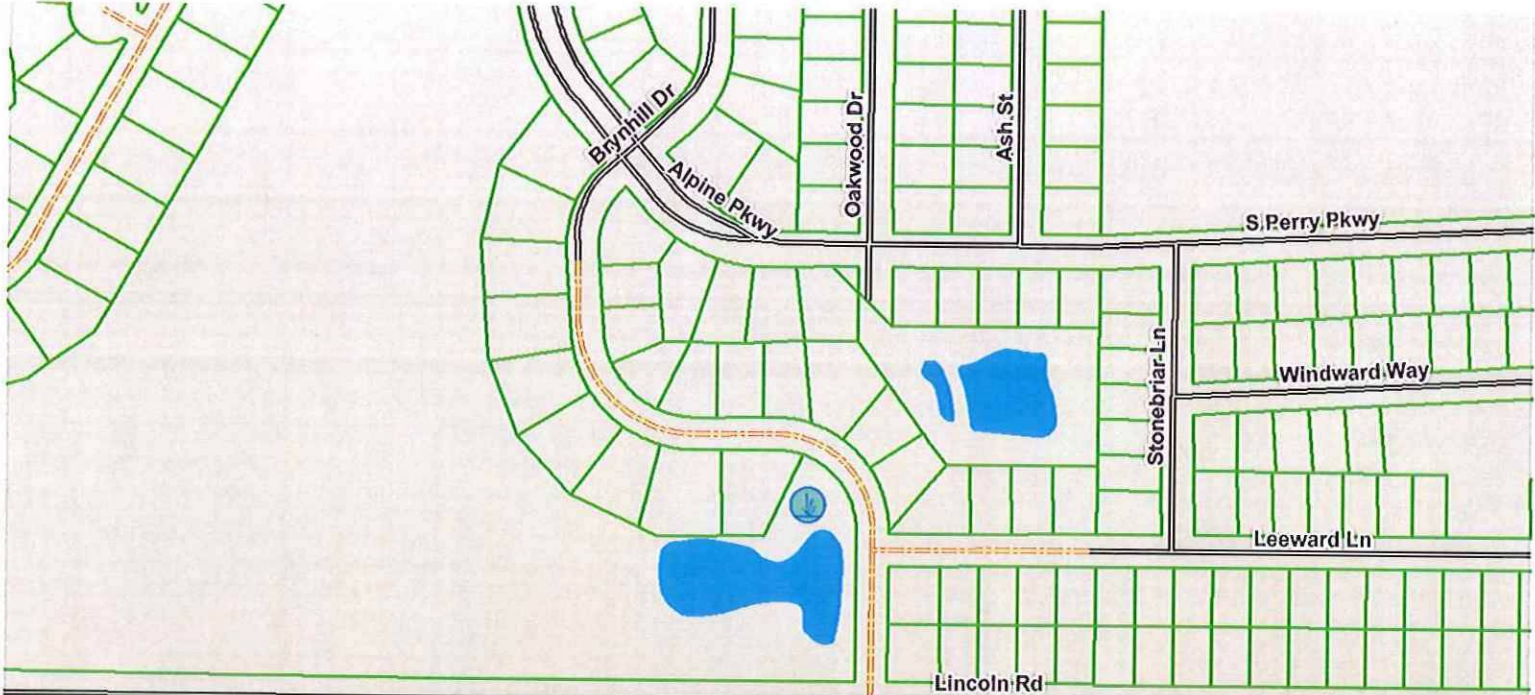 Brynhill Dr
Alpine Pkwy
Oakwood Dr
Ash St
S Perry Pkwy
Stonebriar Ln
Windward Way
Leeward Ln
Lincoln Rd